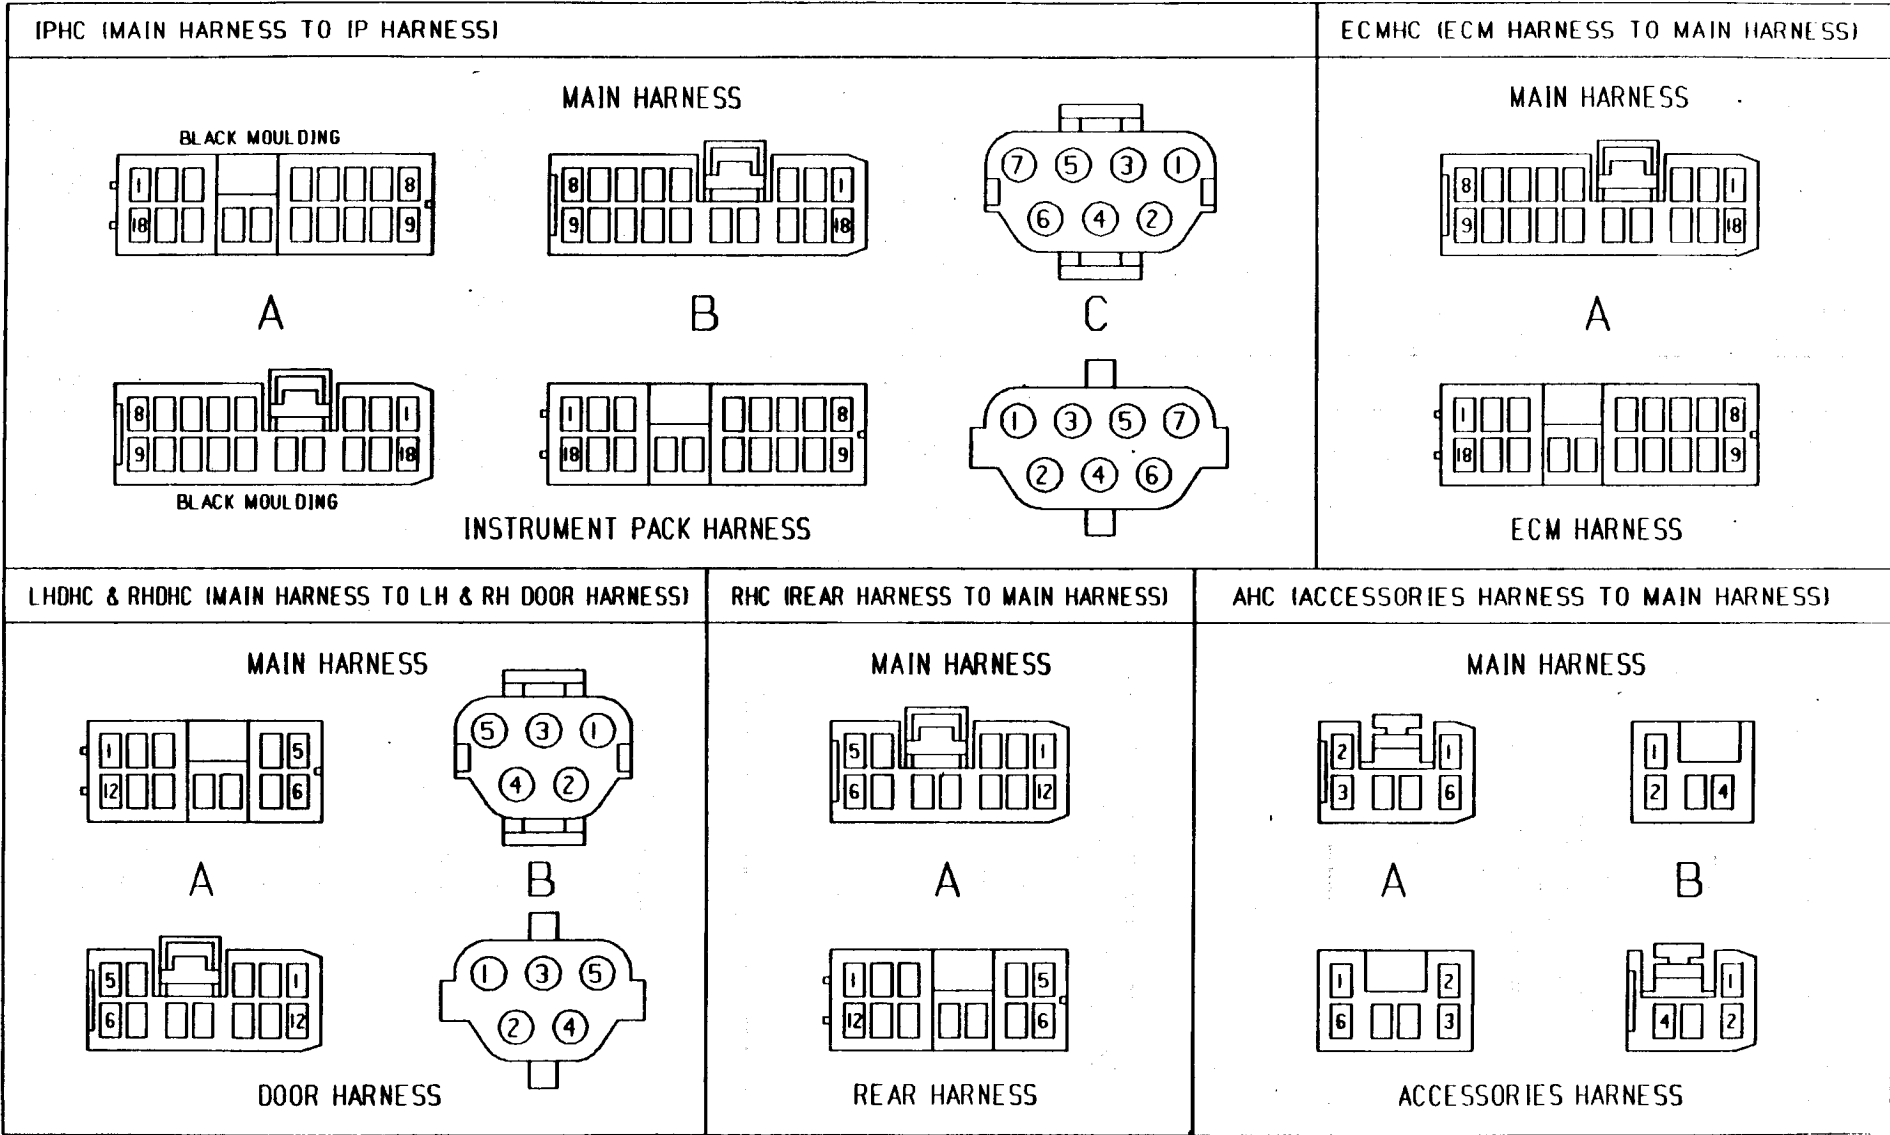 IPHC (MAIN HARNESS TO IP HARNESS)
MAIN HARNESS
BLACK MOULDING
1 8
18 9
8 1
9 18
7 5 3 1
6 4 2
A B C
8 1
9 18
1 8
18 9
1 3 5 7
2 4 6
BLACK MOULDING
INSTRUMENT PACK HARNESS
ECMHC (ECM HARNESS TO MAIN HARNESS)
MAIN HARNESS
8 1
9 18
A
1 8
18 9
ECM HARNESS
LHDHC & RHDHC (MAIN HARNESS TO LH & RH DOOR HARNESS)
MAIN HARNESS
1 5
12 6
5 3 1
4 2
A B
5 1
6 12
1 3 5
2 4
DOOR HARNESS
RHC (REAR HARNESS TO MAIN HARNESS)
MAIN HARNESS
5 1
6 12
A
1 5
12 6
REAR HARNESS
AHC (ACCESSORIES HARNESS TO MAIN HARNESS)
MAIN HARNESS
2 1
3 6
1
2 4
A B
1 2
6 3
1
4 2
ACCESSORIES HARNESS